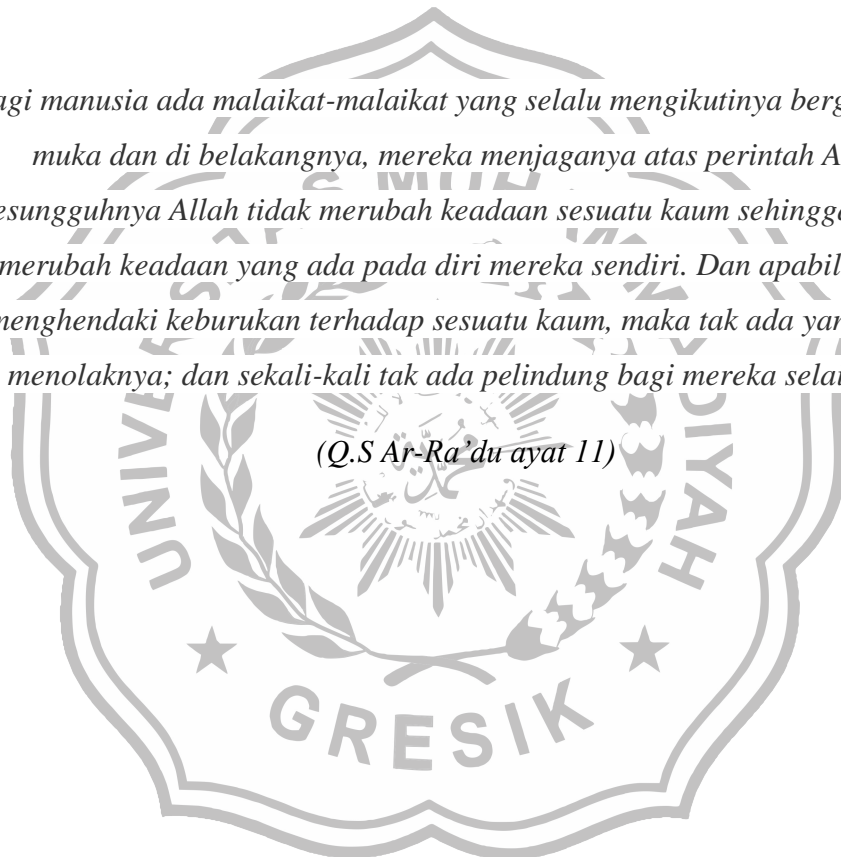 agi manusia ada malaikat-malaikat yang selalu mengikutinya berg
muka dan di belakangnya, mereka menjaganya atas perintah A
esungguhnya Allah tidak merubah keadaan sesuatu kaum sehingga
merubah keadaan yang ada pada diri mereka sendiri. Dan apabil
menghendaki keburukan terhadap sesuatu kaum, maka tak ada yan
menolaknya; dan sekali-kali tak ada pelindung bagi mereka selai
(Q.S Ar-Ra’du ayat 11)
GRESIK